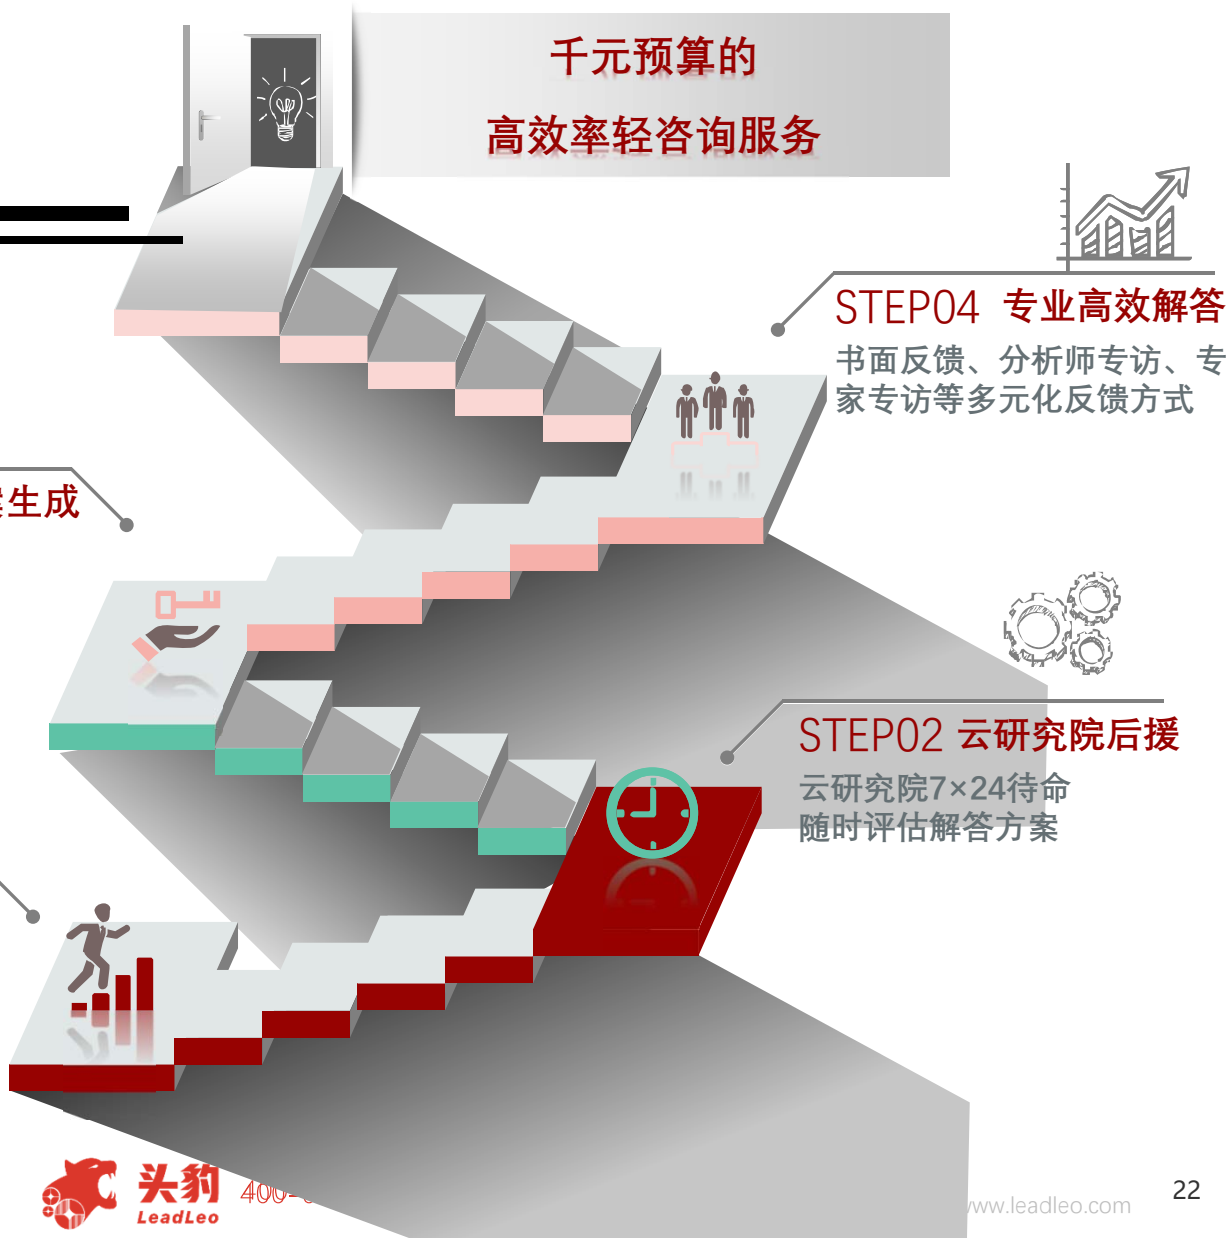 千元预算的
高效率轻咨询服务
STEP04 专业高效解答
书面反馈、分析师专访、专
家专访等多元化反馈方式
生成
STEP02 云研究院后援
云研究院7×24待命
随时评估解答方案
头豹
LeadLeo
400-
www.leadleo.com
22